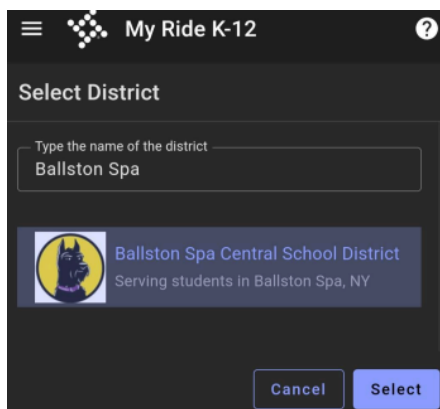 My Ride K-12
?
Select District
Type the name of the district
Ballston Spa
Ballston Spa Central School District
Serving students in Ballston Spa, NY
Cancel
Select